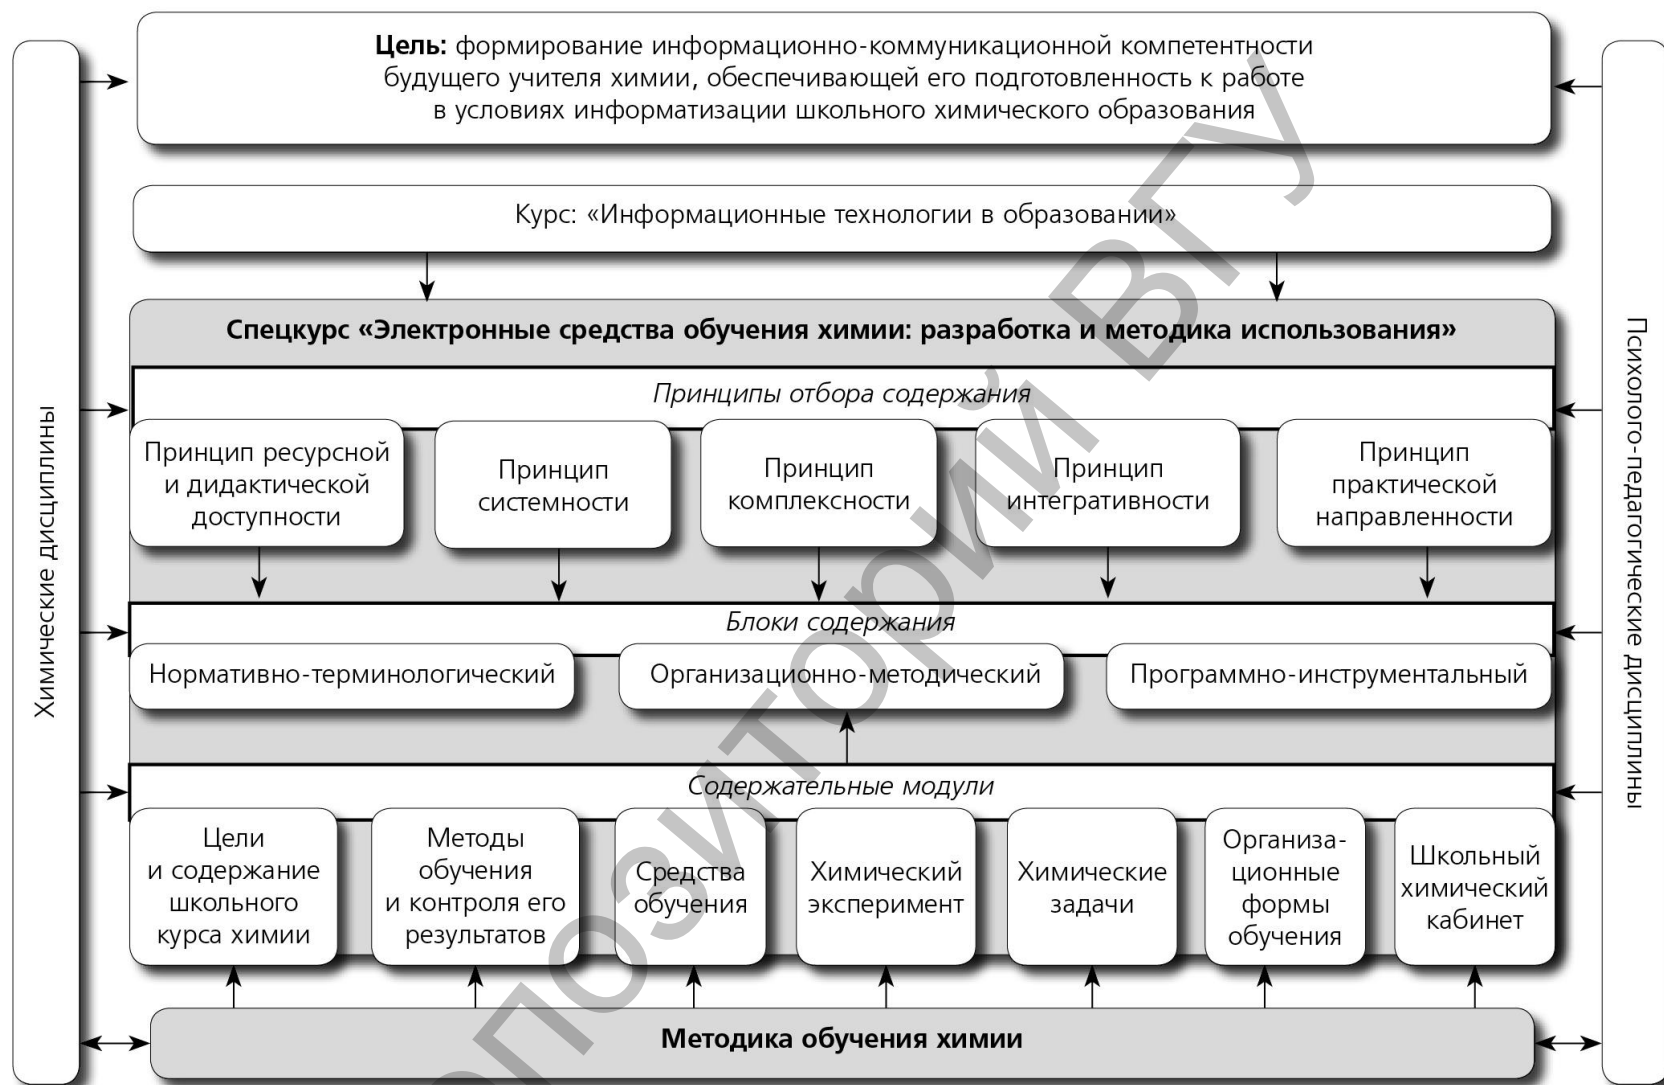 Цель: формирование информационно-коммуникационной компетентности
будущего учителя химии, обеспечивающей его подготовленность к работе
в условиях информатизации школьного химического образования
Курс: «Информационные технологии в образовании»
Спецкурс «Электронные средства обучения химии: разработка и методика использования»
Принципы отбора содержания
Принцип ресурсной
и дидактической
доступности
Принцип
системности
Принцип
комплексности
Принцип
интегративности
Принцип
практической
направленности
Блоки содержания
Нормативно-терминологический
Организационно-методический
Программно-инструментальный
Содержательные модули
Цели
и содержание
школьного
курса химии
Методы
обучения
и контроля его
результатов
Средства
обучения
Химический
эксперимент
Химические
задачи
Организа-
ционные
формы
обучения
Школьный
химический
кабинет
Методика обучения химии
Химические дисциплины
Психолого-педагогические дисциплины
позиторий ВГУ